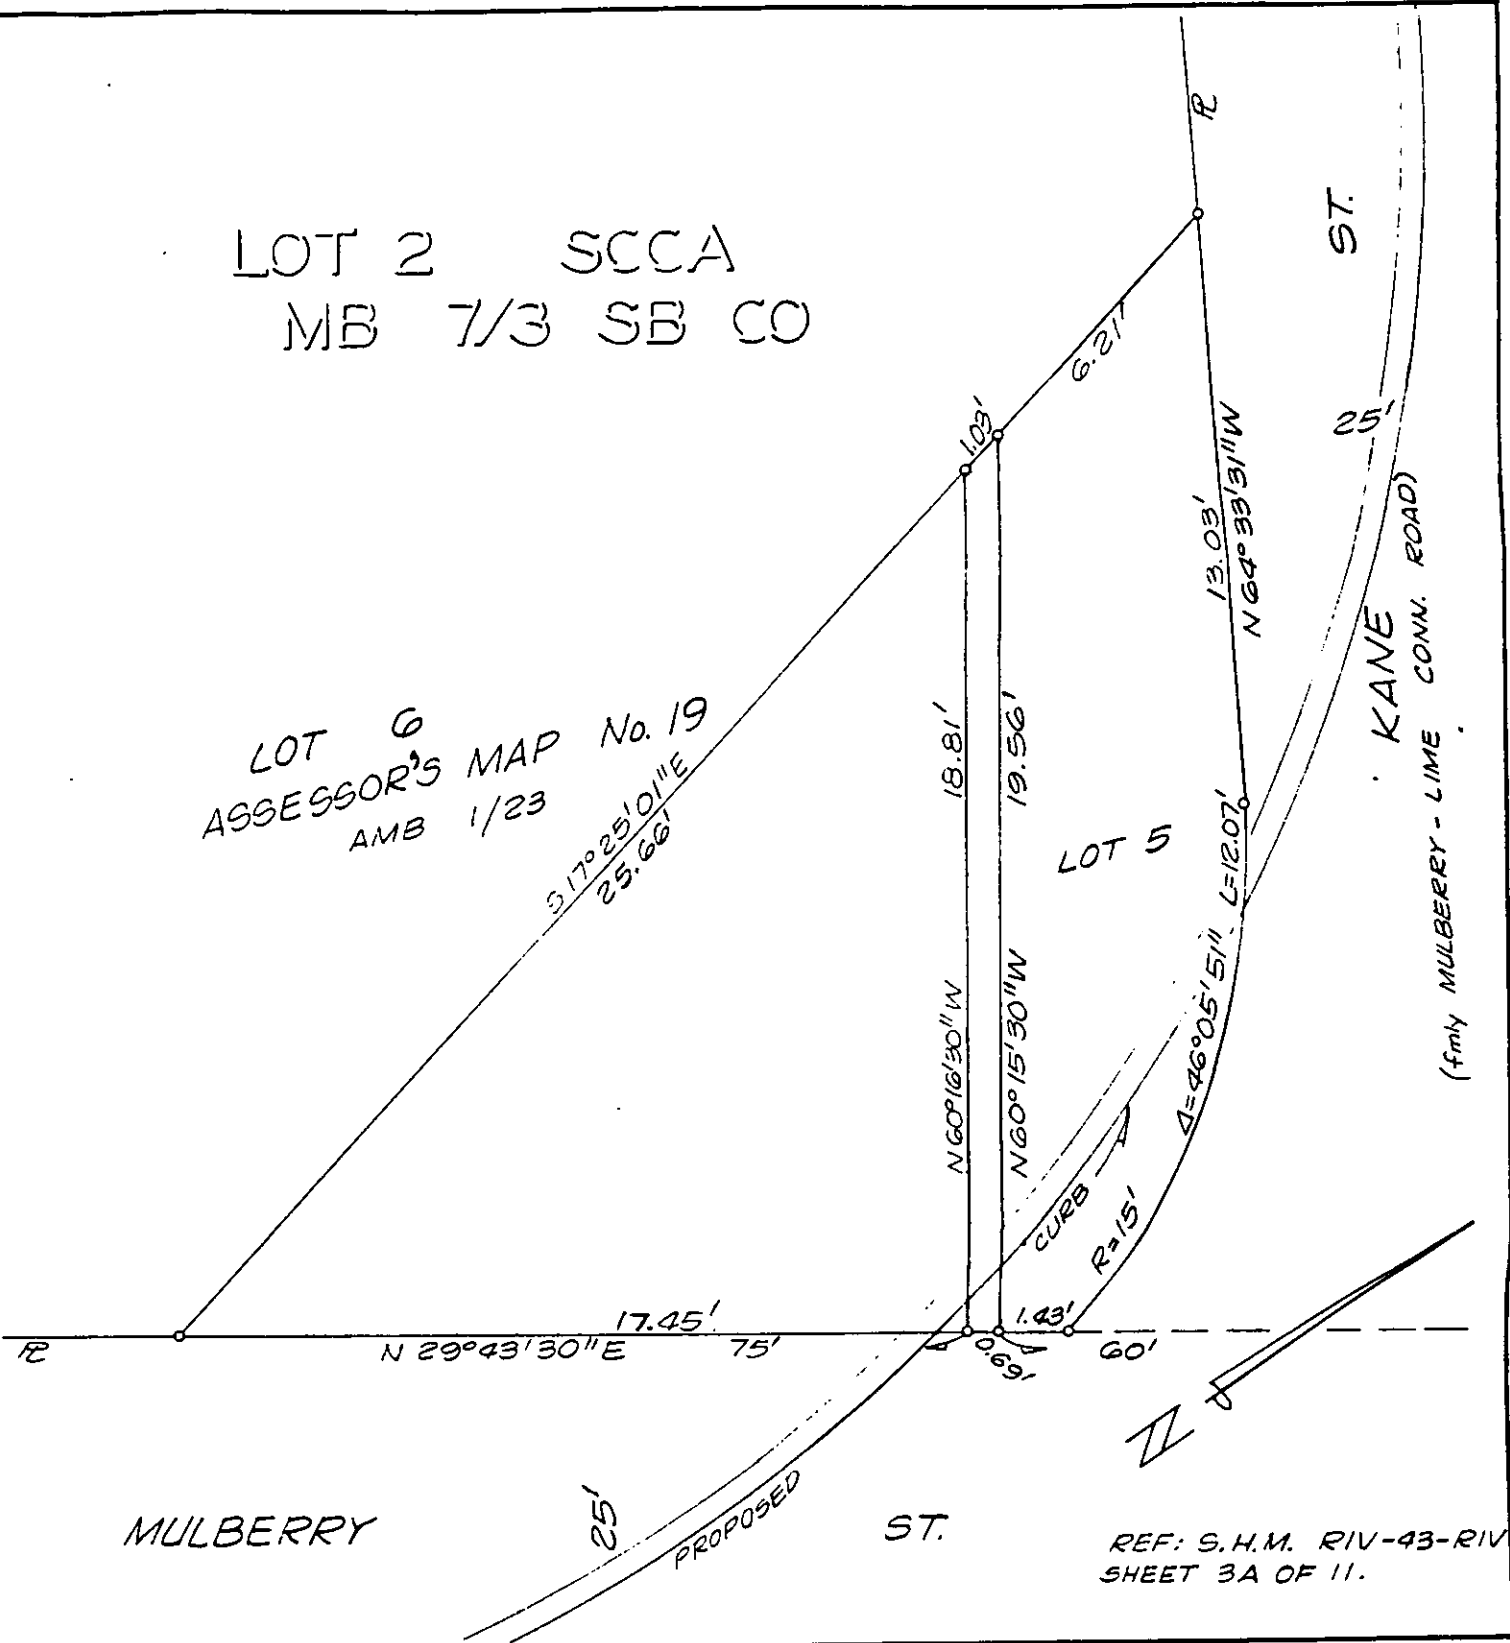 LOT 2 SCCA
MB 7/3 SB CO
PL
ST.
6.21'
1.03'
25'
13.03'
N 64° 33' 31" W
KANE
(fmly MULBERRY - LIME CONN. ROAD)
LOT 6
ASSESSOR'S MAP No. 19
AMB 1/23
S 17° 25' 01" E
25.66'
18.81'
19.56'
LOT 5
N 60° 16' 30" W
N 60° 15' 30" W
Δ=46° 05' 51" L=12.07'
R=15'
CURB
17.45'
1.43'
PL
N 29° 43' 30" E
75'
0.69'
60'
N
MULBERRY
25'
PROPOSED
ST.
REF: S.H.M. RIV-43-RIV
SHEET 3A OF 11.